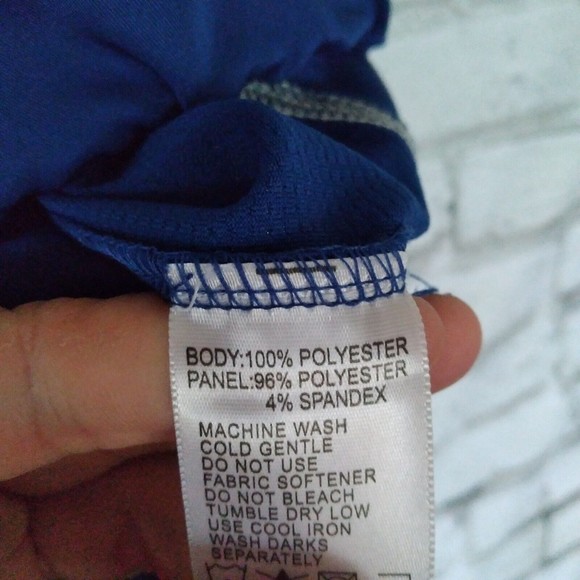 BODY:100% POLYESTER
PANEL:96% POLYESTER
4% SPANDEX
MACHINE WASH
COLD GENTLE
DO NOT USE
FABRIC SOFTENER
DO NOT BLEACH
TUMBLE DRY LOW
USE COOL IRON
WASH DARKS
SEPARATELY